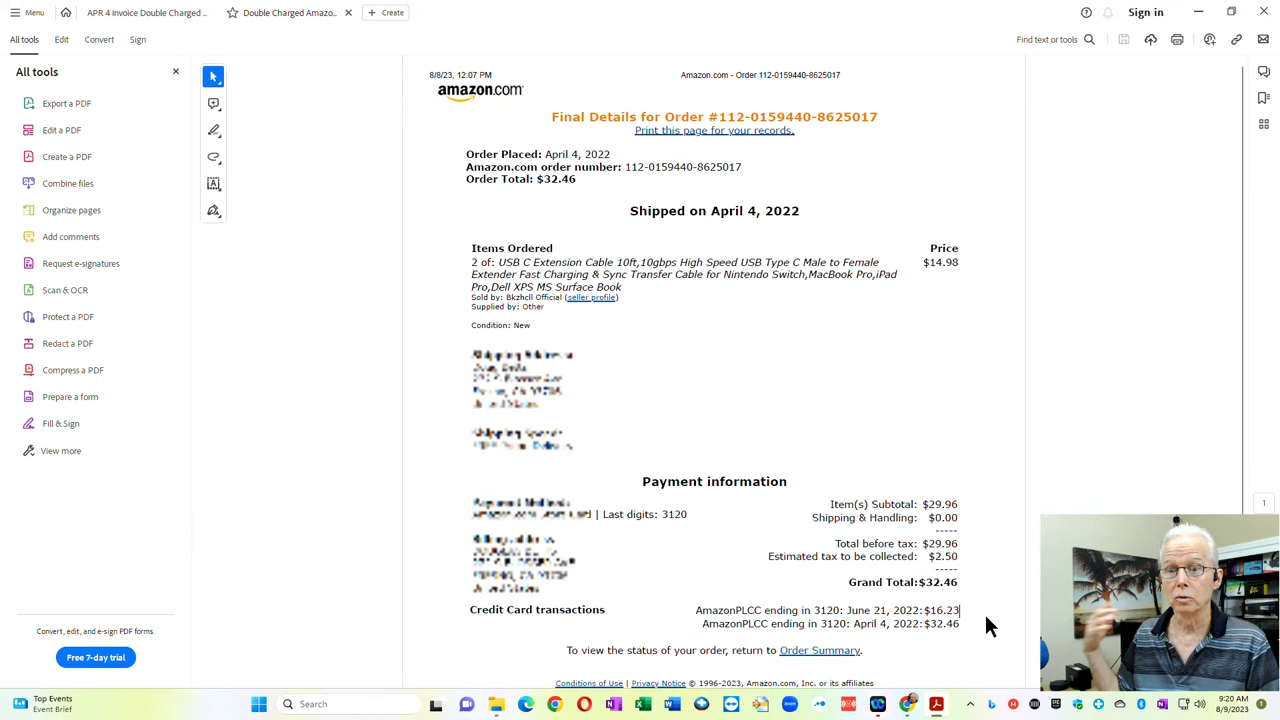 Menu
APR 4 Invoice Double Charged ...
Double Charged Amazo...
Create
Sign in
All tools
Edit
Convert
Sign
Find text or tools
All tools
Export a PDF
Edit a PDF
Create a PDF
Combine files
Organize pages
Add comments
Request e-signatures
Scan & OCR
Protect a PDF
Redact a PDF
Compress a PDF
Prepare a form
Fill & Sign
View more
Convert, edit, and e-sign PDF forms.
Free 7-day trial
8/8/23, 12:07 PM
Amazon.com - Order 112-0159440-8625017
amazon.com
Final Details for Order #112-0159440-8625017
Print this page for your records.
Order Placed: April 4, 2022
Amazon.com order number: 112-0159440-8625017
Order Total: $32.46
Shipped on April 4, 2022
Items Ordered Price
2 of: USB C Extension Cable 10ft,10gbps High Speed USB Type C Male to Female $14.98
Extender Fast Charging & Sync Transfer Cable for Nintendo Switch,MacBook Pro,iPad
Pro,Dell XPS MS Surface Book
Sold by: Bkzhcll Official (seller profile)
Supplied by: Other
Condition: New
Payment information
| Last digits: 3120
Item(s) Subtotal: $29.96
Shipping & Handling: $0.00
-----
Total before tax: $29.96
Estimated tax to be collected: $2.50
-----
Grand Total:$32.46
Credit Card transactions
AmazonPLCC ending in 3120: June 21, 2022:$16.23
AmazonPLCC ending in 3120: April 4, 2022:$32.46
To view the status of your order, return to Order Summary.
Conditions of Use | Privacy Notice © 1996-2023, Amazon.com, Inc. or its affiliates
1
Top Events
Event Brief
Search
9:20 AM
8/9/2023